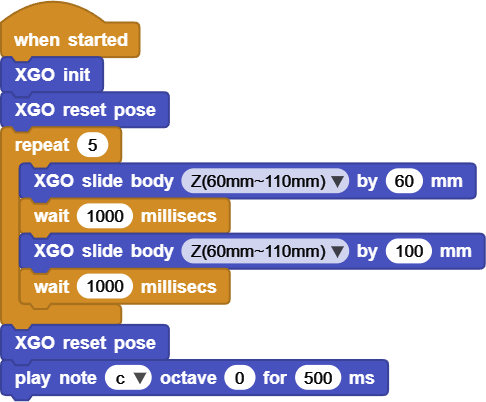 when started
XGO init
XGO reset pose
repeat 5
XGO slide body Z(60mm~110mm) by 60 mm
wait 1000 millisecs
XGO slide body Z(60mm~110mm) by 100 mm
wait 1000 millisecs
XGO reset pose
play note c octave 0 for 500 ms